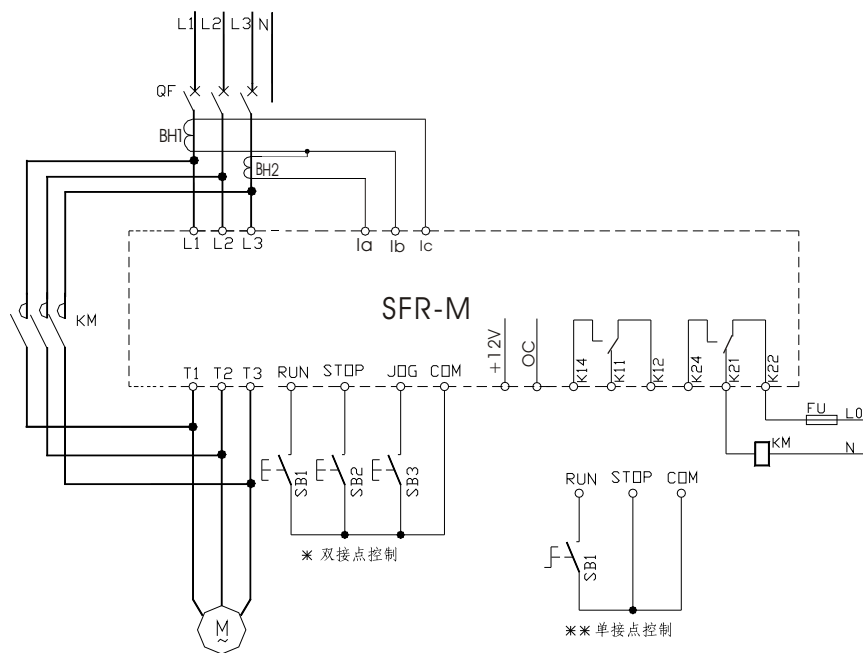 L1 L2 L3 N
QF
BH1
BH2
L1 L2 L3
Ia Ib Ic
SFR-M
KM
+12V
OC
K14
K11
K12
K24
K21
K22
T1 T2 T3 RUN STOP JOG COM
FU L0
KM N
SB1
SB2
SB3
RUN STOP COM
SB1
* 双接点控制
** 单接点控制
M
~